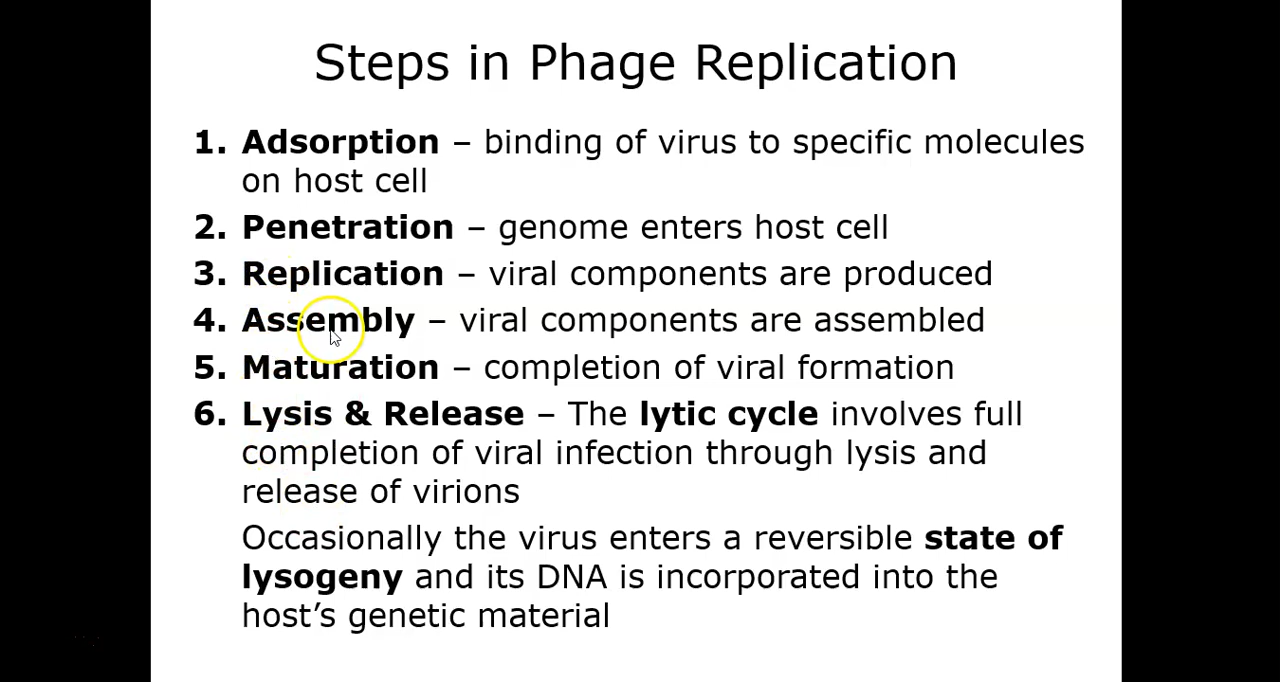 Steps in Phage Replication
1. Adsorption – binding of virus to specific molecules
on host cell
2. Penetration – genome enters host cell
3. Replication – viral components are produced
4. Assembly – viral components are assembled
5. Maturation – completion of viral formation
6. Lysis & Release – The lytic cycle involves full
completion of viral infection through lysis and
release of virions
Occasionally the virus enters a reversible state of
lysogeny and its DNA is incorporated into the
host’s genetic material